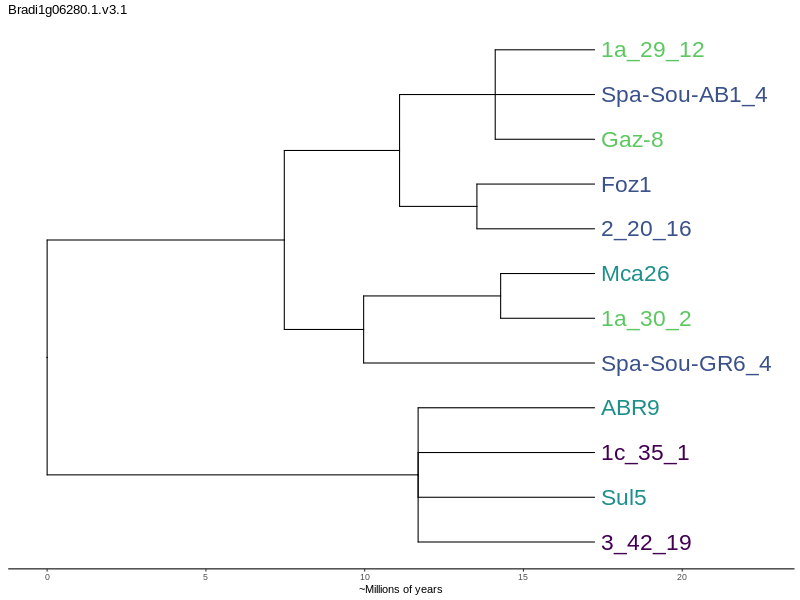 Bradi1g06280.1.v3.1
1a_29_12
Spa-Sou-AB1_4
Gaz-8
Foz1
2_20_16
Mca26
1a_30_2
Spa-Sou-GR6_4
ABR9
1c_35_1
Sul5
3_42_19
0 5 10 15 20
~Millions of years